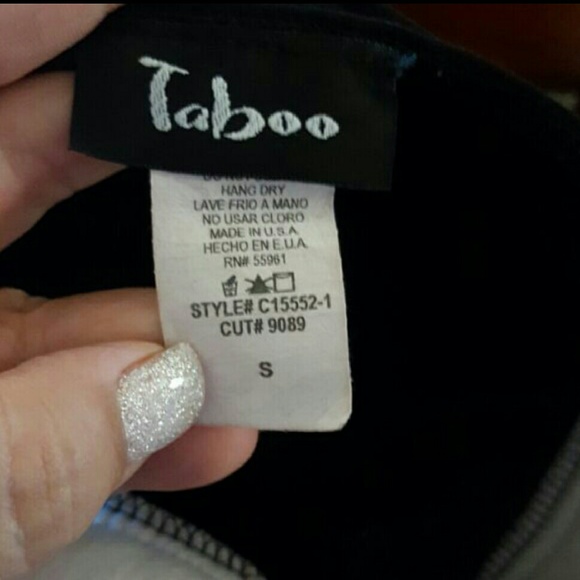 Taboo
HANG DRY
LAVE FRIO A MANO
NO USAR CLORO
MADE IN U.S.A.
HECHO EN E.U.A.
RN# 55961
STYLE# C15552-1
CUT# 9089
S